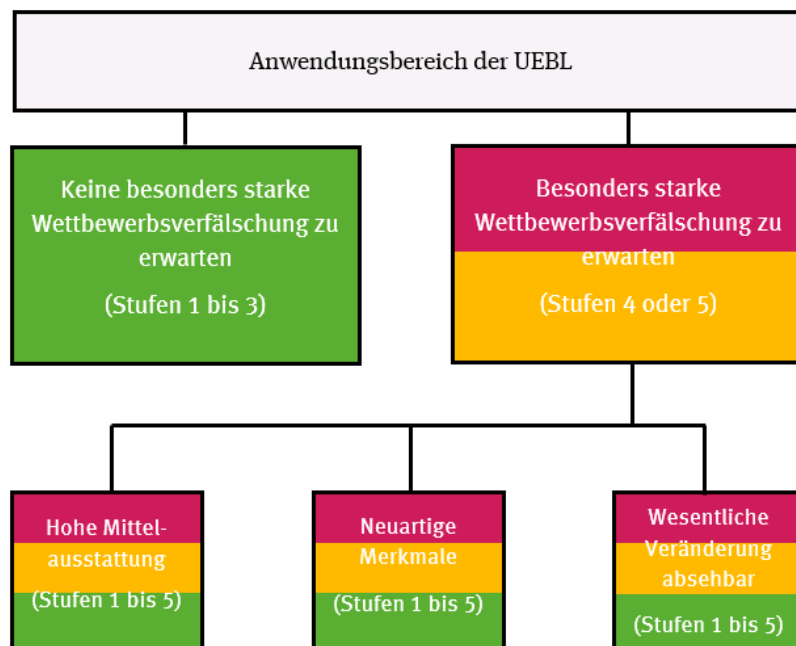 Anwendungsbereich der UEBL
Keine besonders starke
Wettbewerbsverfälschung zu
erwarten
(Stufen 1 bis 3)
Besonders starke
Wettbewerbsverfälschung zu
erwarten
(Stufen 4 oder 5)
Hohe Mittel-
ausstattung
(Stufen 1 bis 5)
Neuartige
Merkmale
(Stufen 1 bis 5)
Wesentliche
Veränderung
absehbar
(Stufen 1 bis 5)